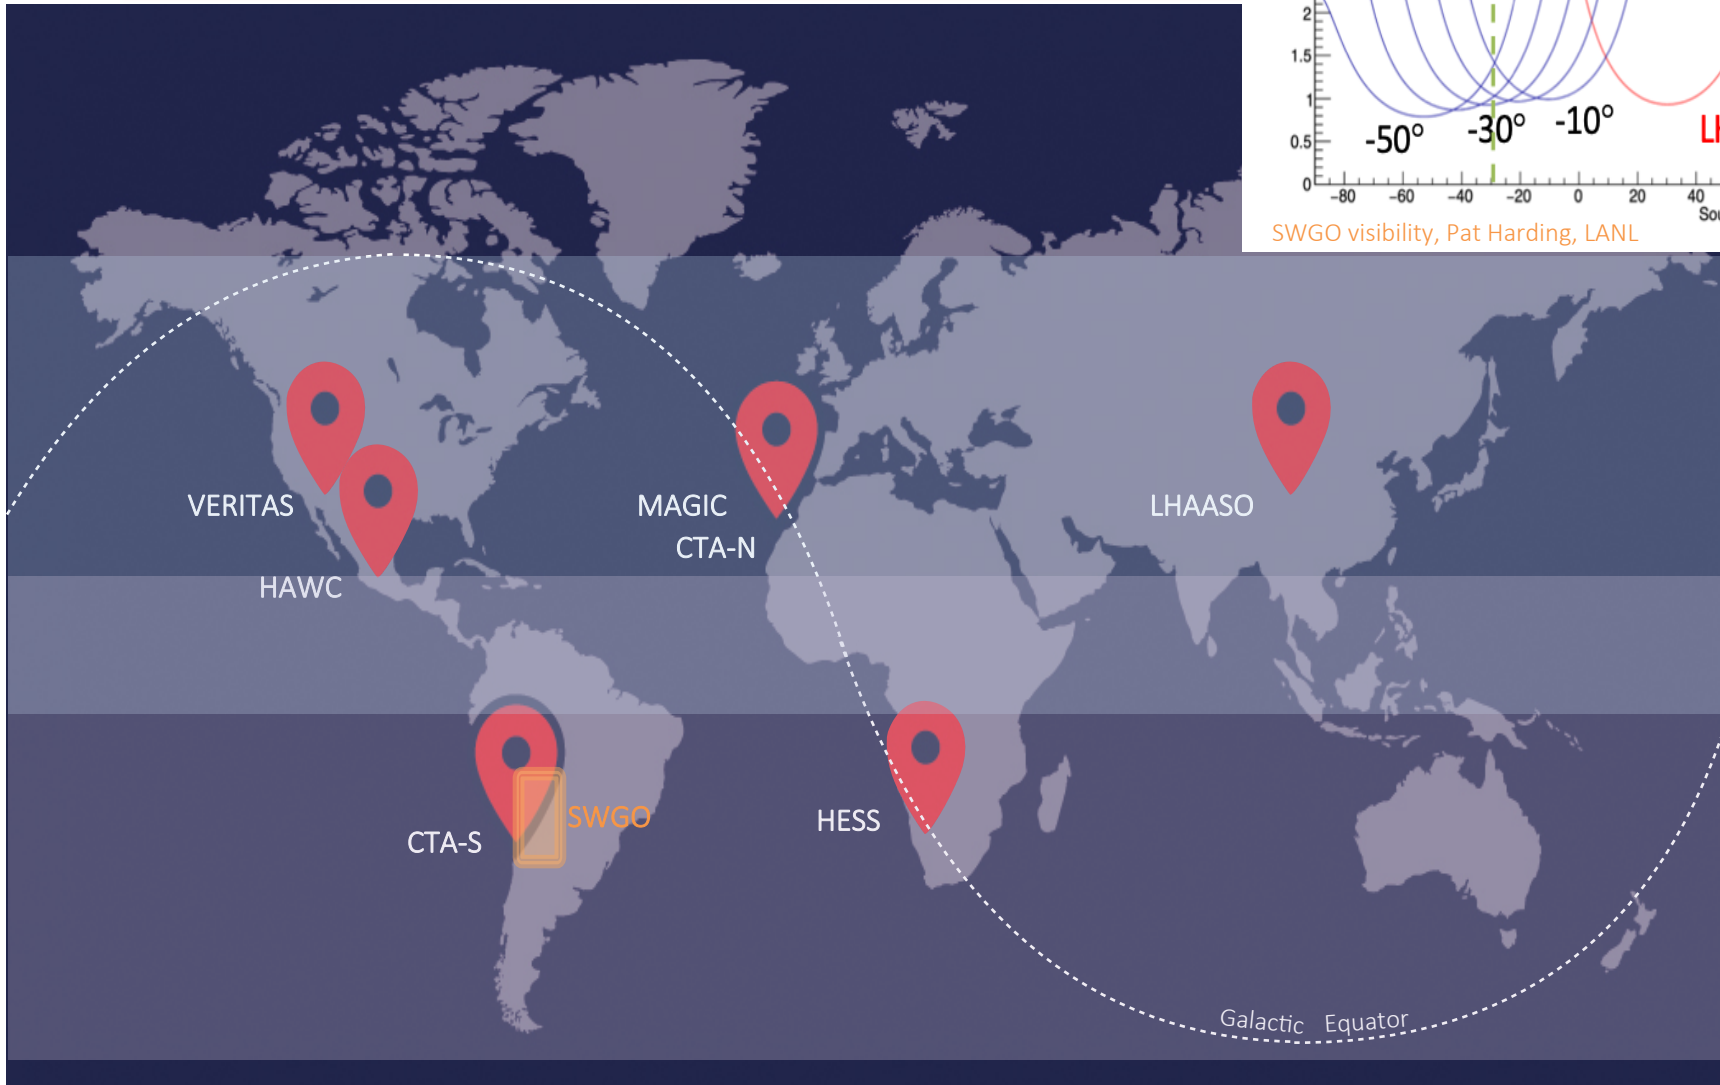 2
1.5
1
0.5
0
-50°
-30°
-10°
−80 −60 −40 −20 0 20 40
SWGO visibility, Pat Harding, LANL
VERITAS
MAGIC
LHAASO
CTA-N
HAWC
SWGO
HESS
CTA-S
Galactic Equator